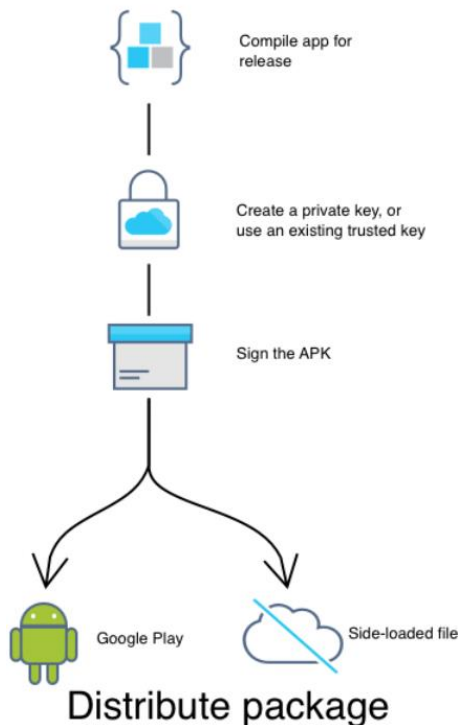 Compile app for
release
Create a private key, or
use an existing trusted key
Sign the APK
Google Play
Side-loaded file
Distribute package